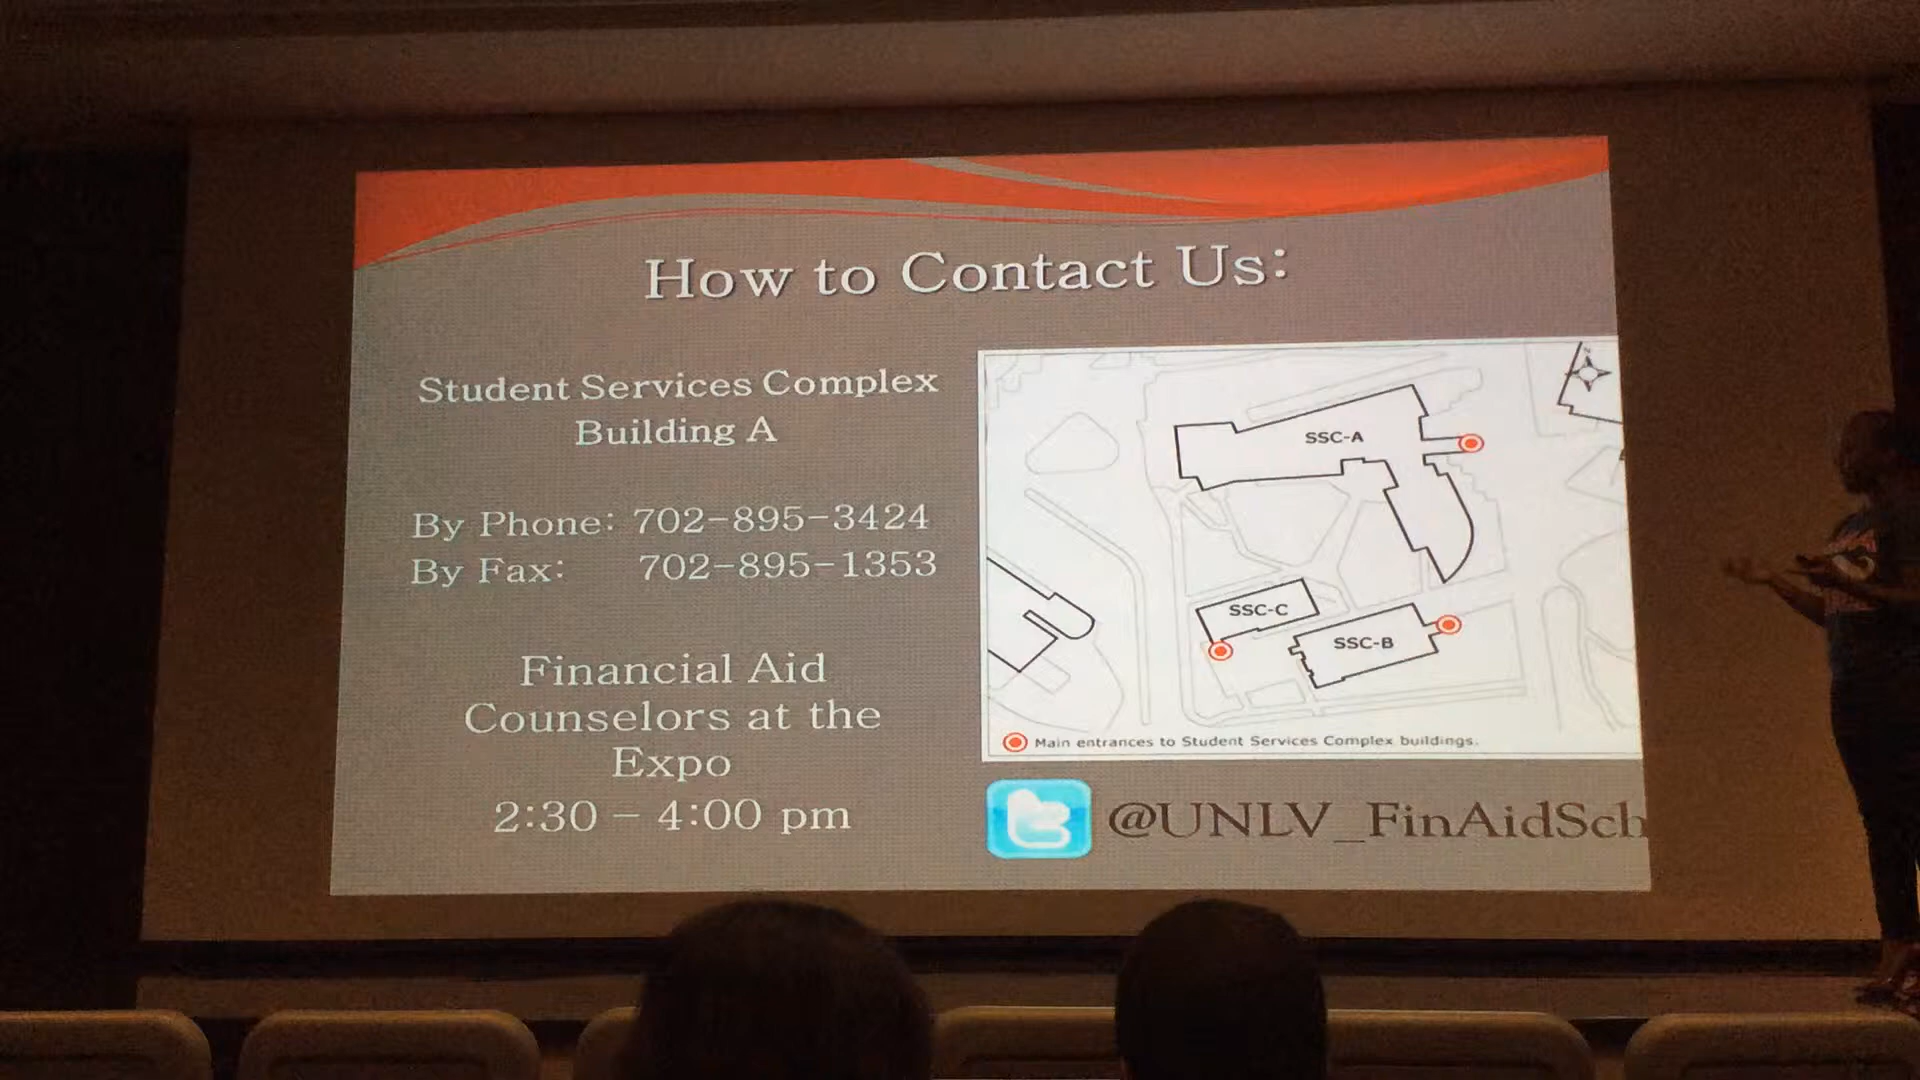 How to Contact Us:
Student Services Complex
Building A
By Phone: 702-895-3424
By Fax: 702-895-1353
Financial Aid
Counselors at the
Expo
2:30 – 4:00 pm
SSC-A
SSC-C
SSC-B
Main entrances to Student Services Complex buildings.
@UNLV_FinAidSch